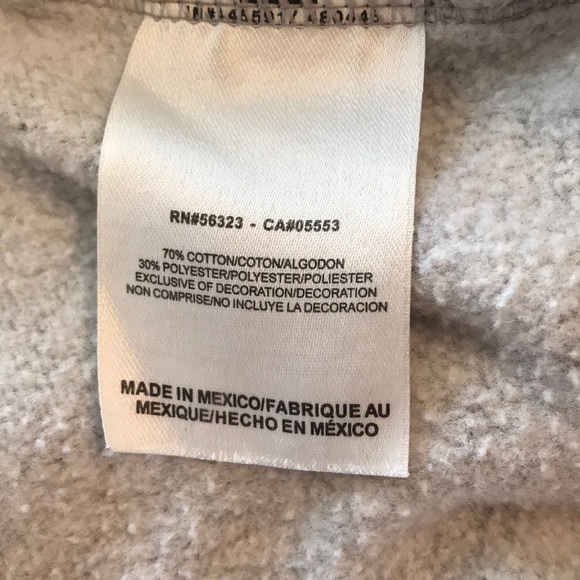 RN#56323 - CA#05553
70% COTTON/COTON/ALGODON
30% POLYESTER/POLYESTER/POLIESTER
EXCLUSIVE OF DECORATION/DECORATION
NON COMPRISE/NO INCLUYE LA DECORACION
MADE IN MEXICO/FABRIQUE AU
MEXIQUE/HECHO EN MÉXICO